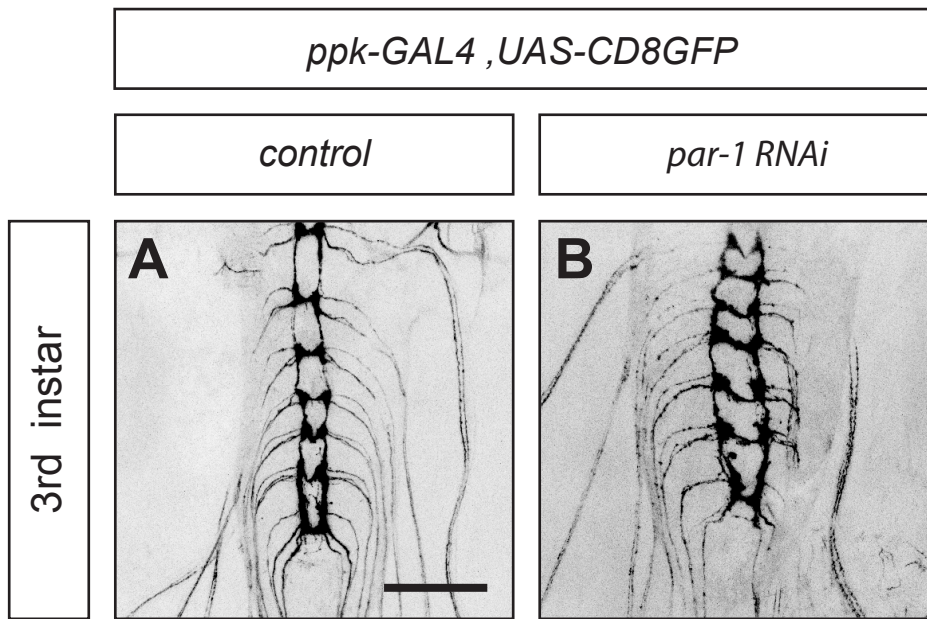 ppk-GAL4 ,UAS-CD8GFP
control
par-1 RNAi
3rd instar
A
B